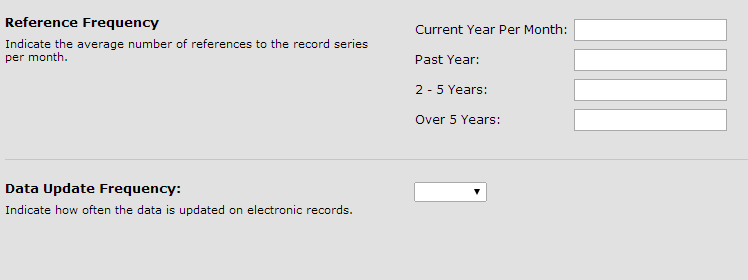 Reference Frequency
Indicate the average number of references to the record series
per month.
Current Year Per Month:
Past Year:
2 - 5 Years:
Over 5 Years:
Data Update Frequency:
Indicate how often the data is updated on electronic records.